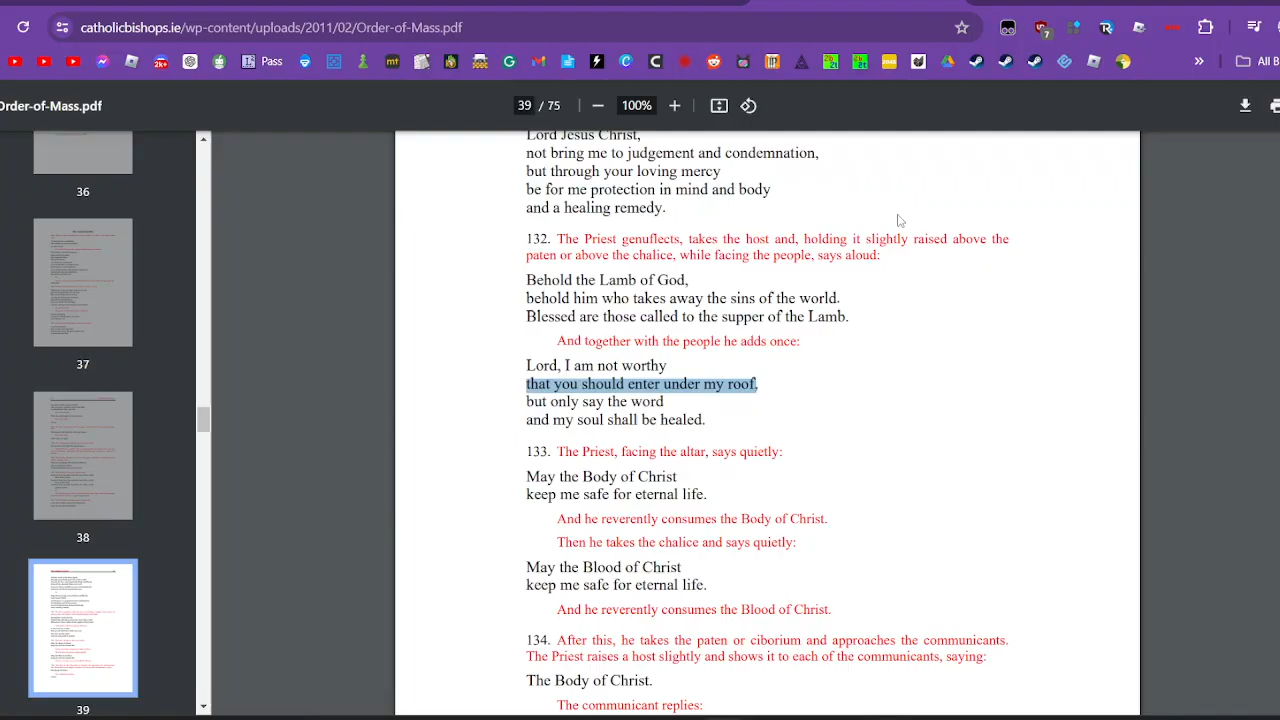 catholicbishops.ie/wp-content/uploads/2011/02/Order-of-Mass.pdf
7
2k+
Pass
mt
All B
Order-of-Mass.pdf
39 / 75
100%
36
37
38
39
Lord Jesus Christ,
not bring me to judgement and condemnation,
but through your loving mercy
be for me protection in mind and body
and a healing remedy.
132. The Priest genuflects, takes the host and, holding it slightly raised above the
paten or above the chalice, while facing the people, says aloud:
Behold the Lamb of God,
behold him who takes away the sins of the world.
Blessed are those called to the supper of the Lamb.
And together with the people he adds once:
Lord, I am not worthy
that you should enter under my roof,
but only say the word
and my soul shall be healed.
133. The Priest, facing the altar, says quietly:
May the Body of Christ
keep me safe for eternal life.
And he reverently consumes the Body of Christ.
Then he takes the chalice and says quietly:
May the Blood of Christ
keep me safe for eternal life.
And he reverently consumes the Blood of Christ.
134. After this, he takes the paten or ciborium and approaches the communicants.
The Priest raises a host slightly and shows it to each of the communicants, saying:
The Body of Christ.
The communicant replies: